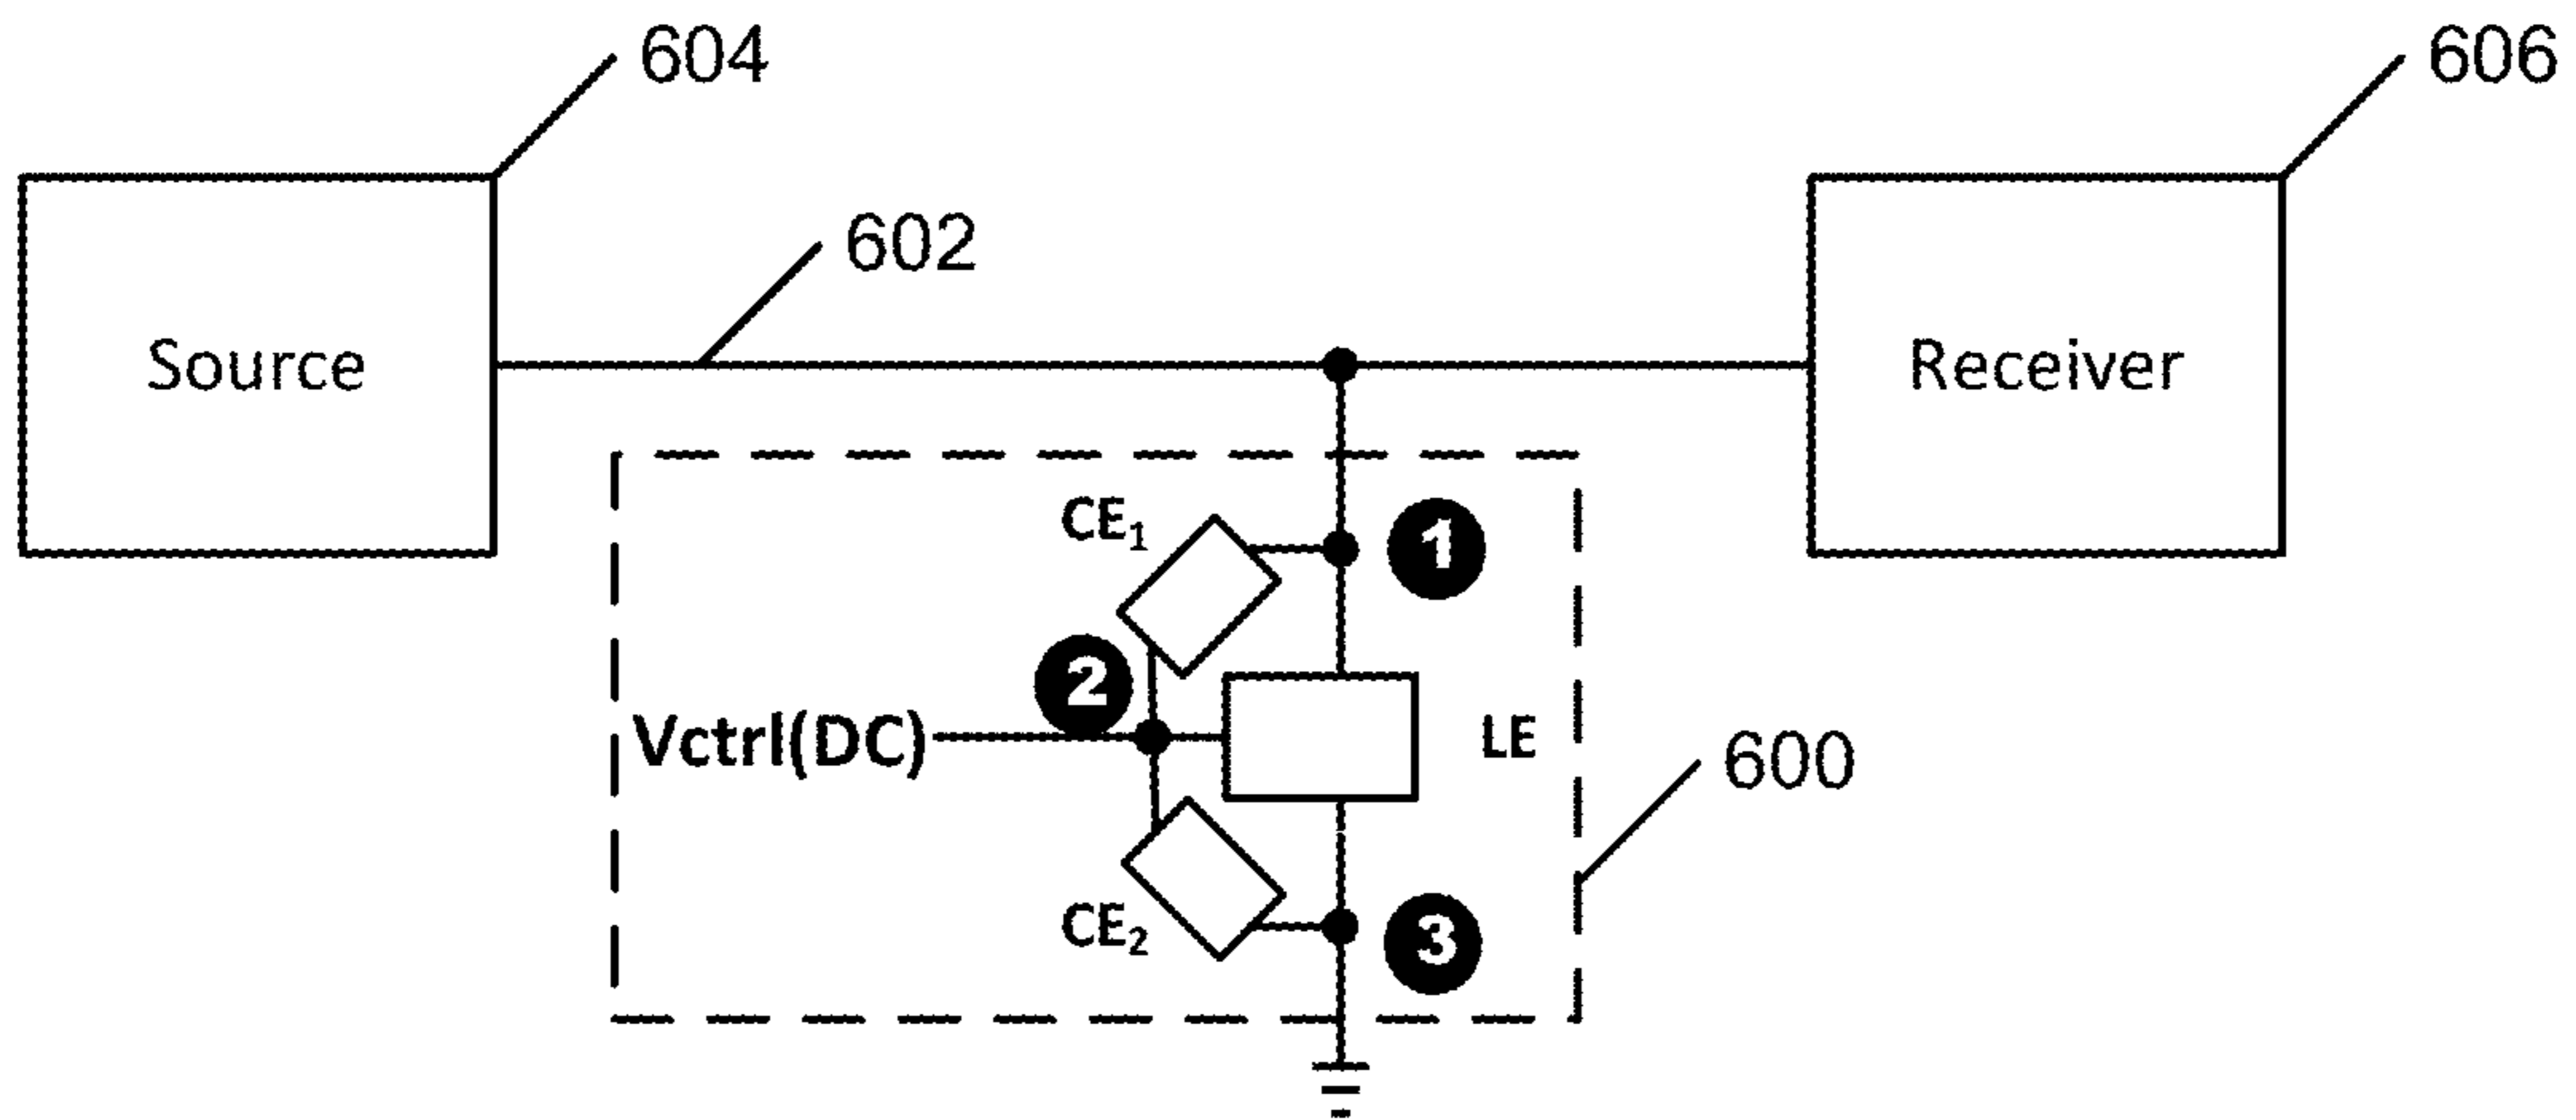 604
606
602
Source
Receiver
CE₁
1
2
Vctrl(DC)
LE
600
CE₂
3